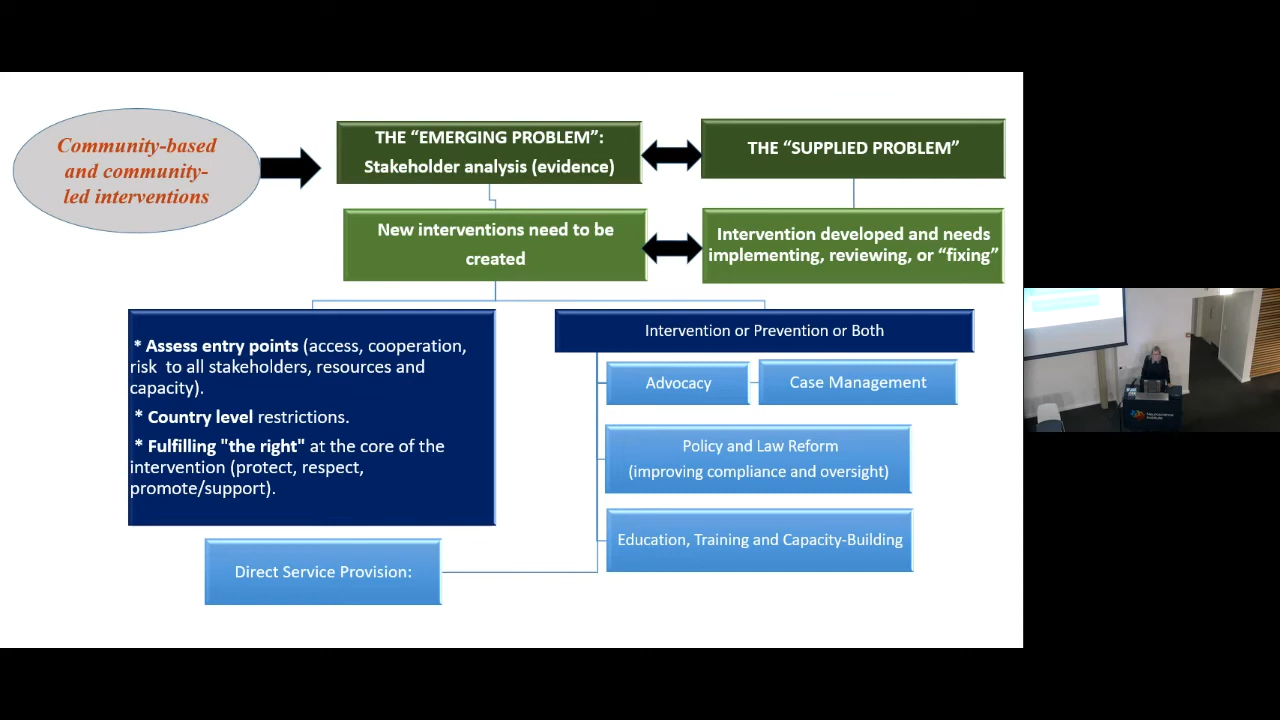 Community-based
and community-
led interventions
THE “EMERGING PROBLEM”:
Stakeholder analysis (evidence)
THE “SUPPLIED PROBLEM”
New interventions need to be
created
Intervention developed and needs
implementing, reviewing, or “fixing”
* Assess entry points (access, cooperation,
risk to all stakeholders, resources and
capacity).
* Country level restrictions.
* Fulfilling "the right" at the core of the
intervention (protect, respect,
promote/support).
Intervention or Prevention or Both
Advocacy
Case Management
Policy and Law Reform
(improving compliance and oversight)
Education, Training and Capacity-Building
Direct Service Provision:
Neuroscience
Institute